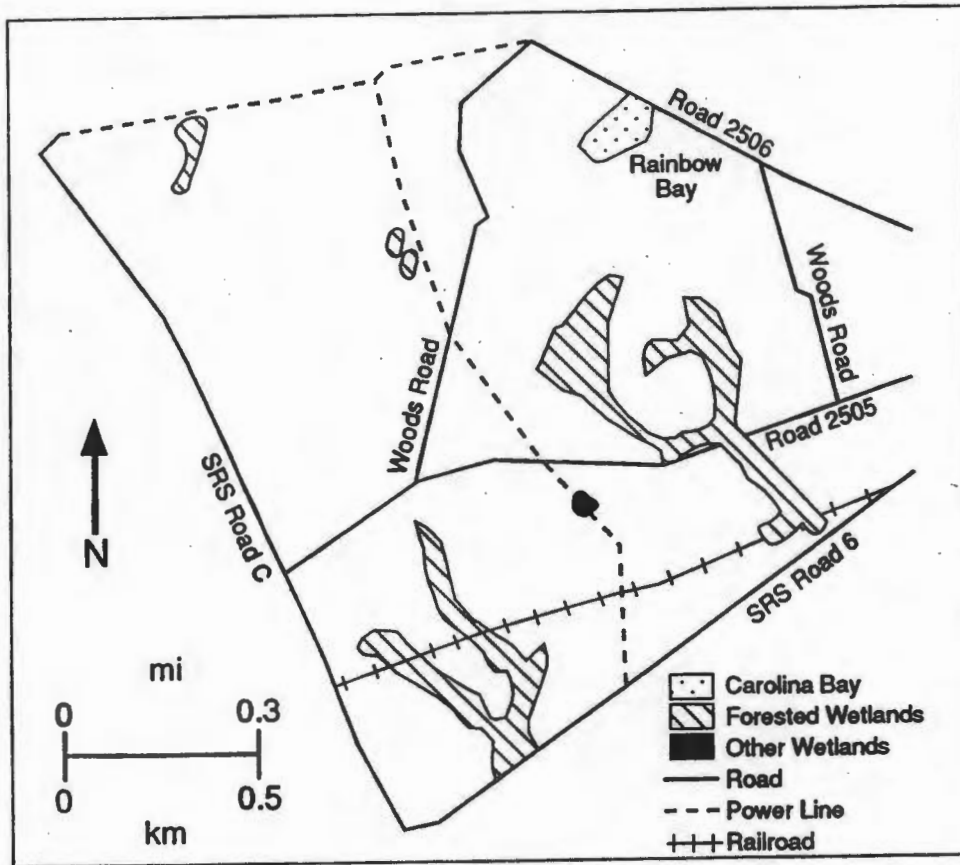 Road 2506
Rainbow
Bay
Woods Road
Woods Road
Road 2505
SRS Road C
N
SRS Road 6
mi
0 0.3
0 0.5
km
Carolina Bay
Forested Wetlands
Other Wetlands
Road
Power Line
Railroad